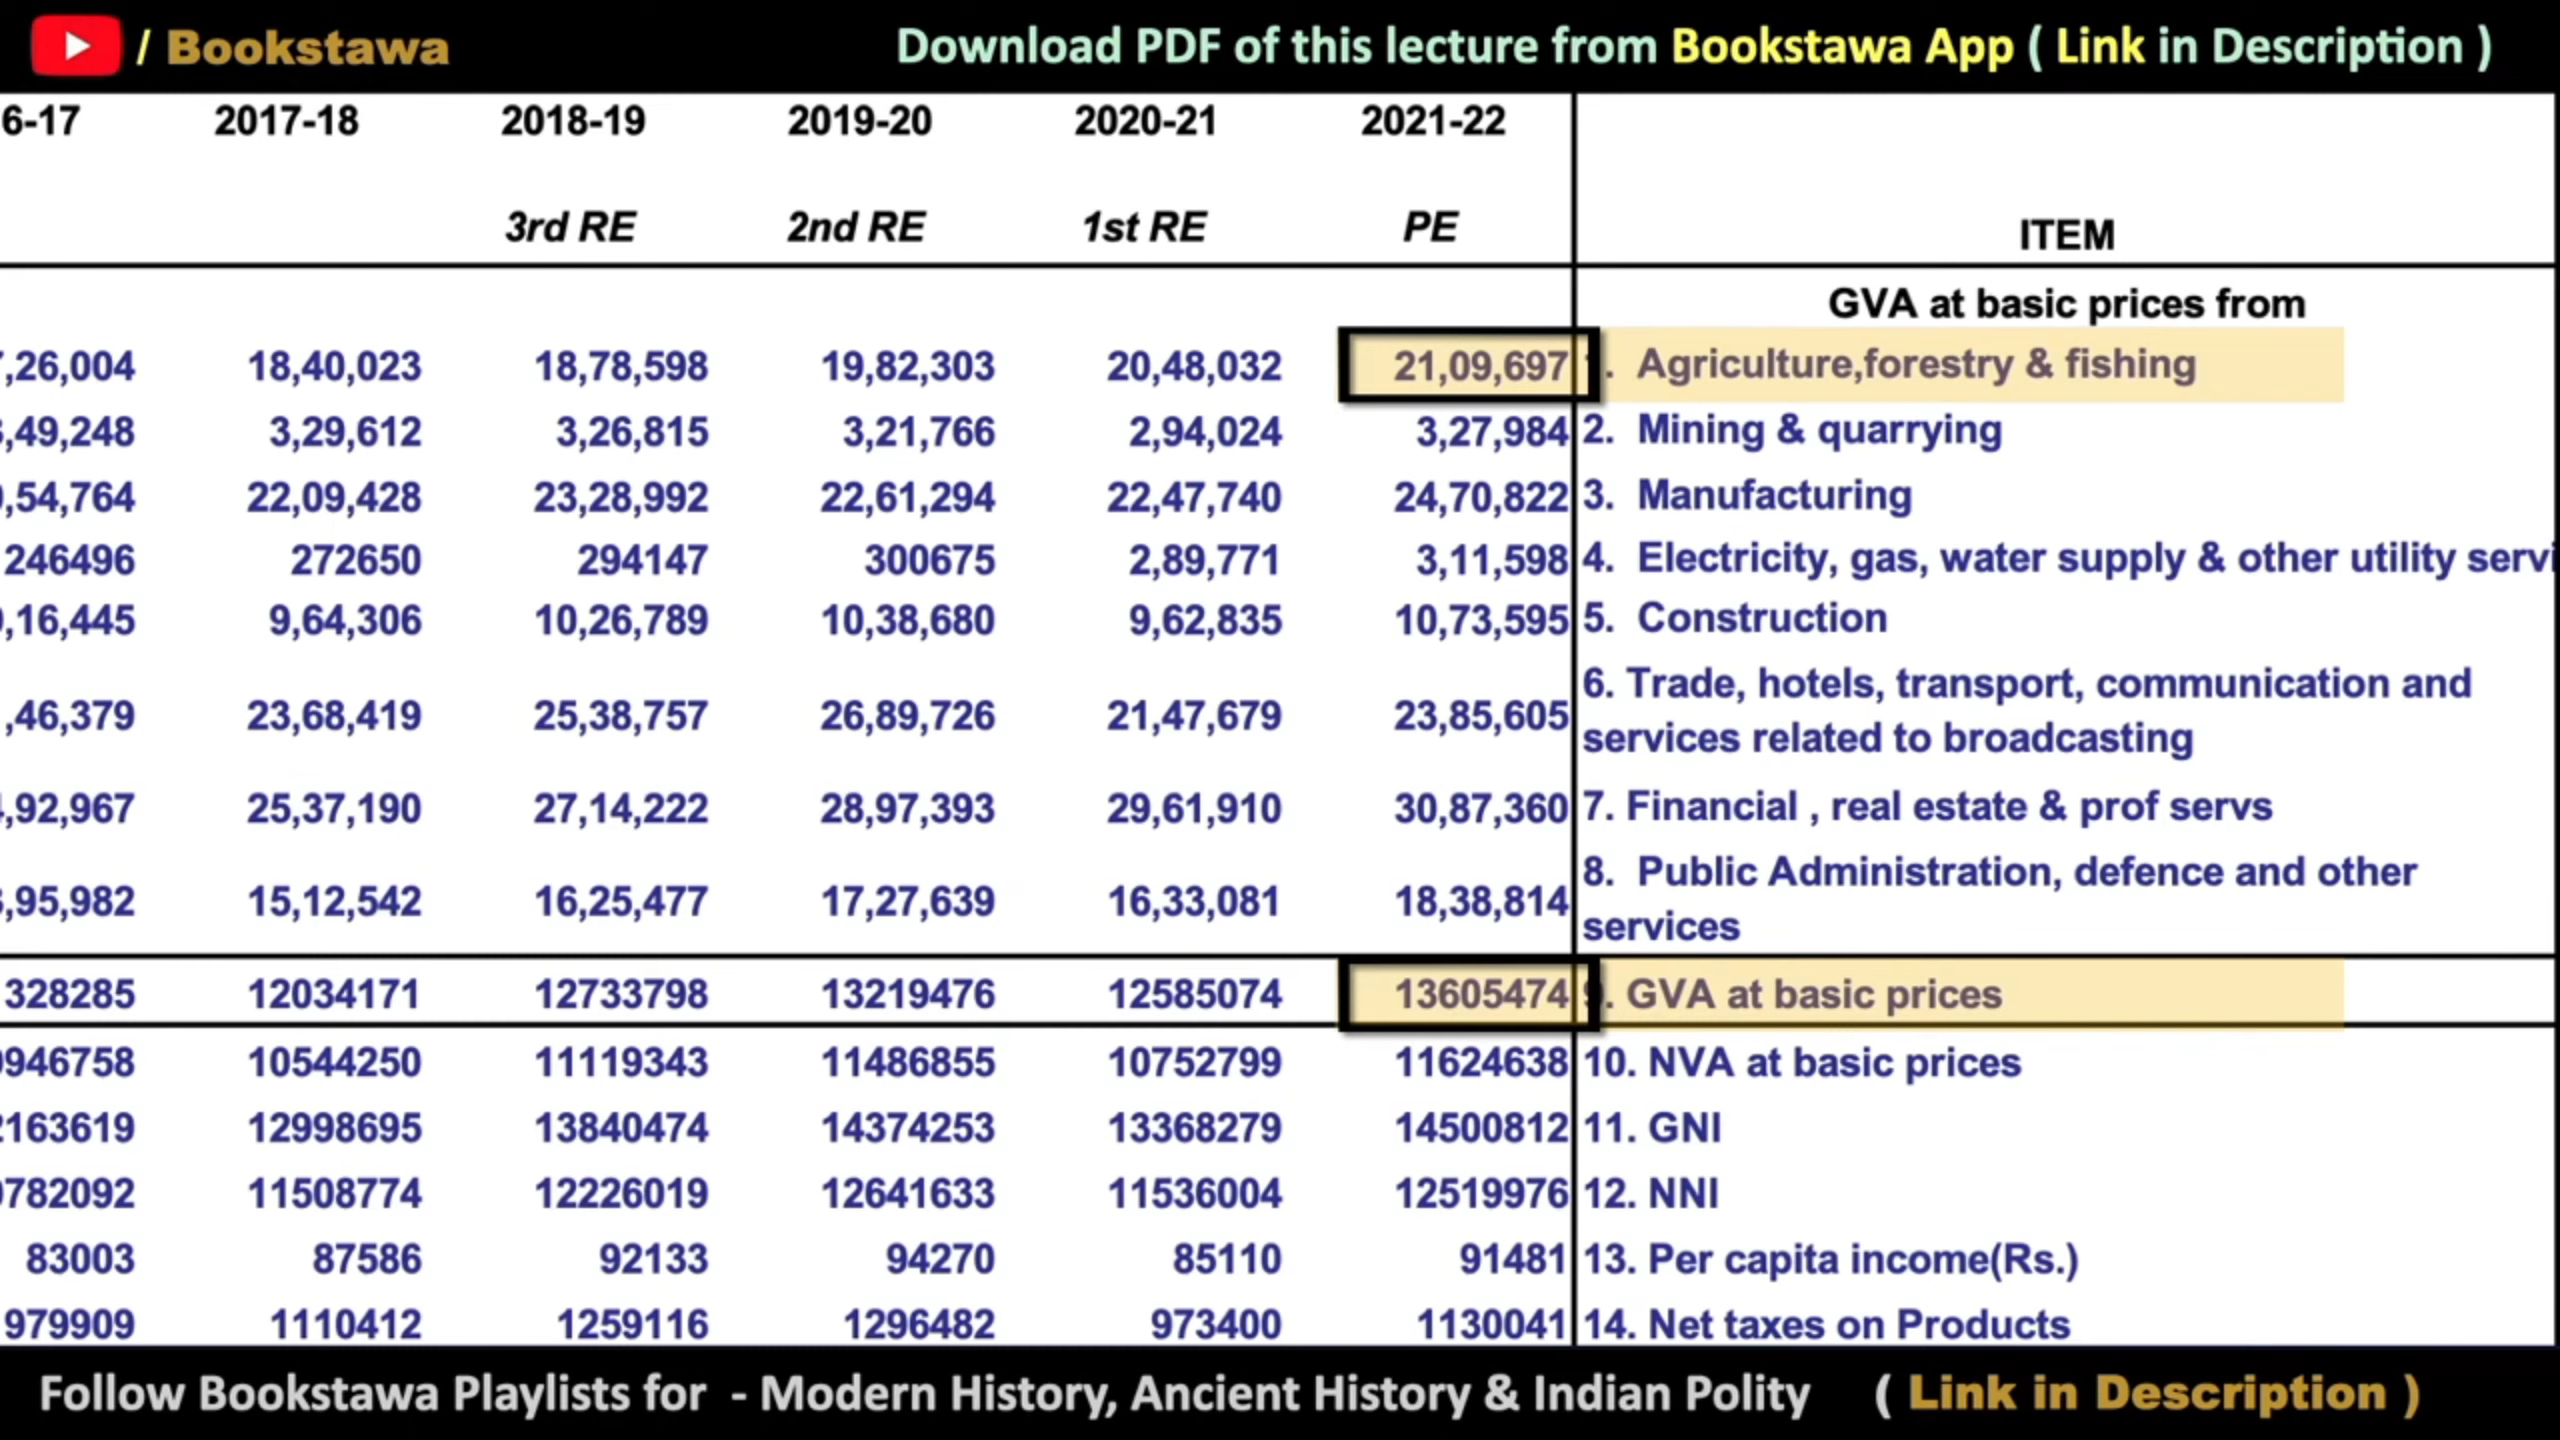 / Bookstawa Download PDF of this lecture from Bookstawa App ( Link in Description )
6-17 2017-18 2018-19 2019-20 2020-21 2021-22
3rd RE 2nd RE 1st RE PE ITEM
GVA at basic prices from
,26,004 18,40,023 18,78,598 19,82,303 20,48,032 21,09,697 . Agriculture,forestry & fishing
,49,248 3,29,612 3,26,815 3,21,766 2,94,024 3,27,984 2. Mining & quarrying
,54,764 22,09,428 23,28,992 22,61,294 22,47,740 24,70,822 3. Manufacturing
246496 272650 294147 300675 2,89,771 3,11,598 4. Electricity, gas, water supply & other utility servi
,16,445 9,64,306 10,26,789 10,38,680 9,62,835 10,73,595 5. Construction
6. Trade, hotels, transport, communication and
,46,379 23,68,419 25,38,757 26,89,726 21,47,679 23,85,605 services related to broadcasting
,92,967 25,37,190 27,14,222 28,97,393 29,61,910 30,87,360 7. Financial , real estate & prof servs
8. Public Administration, defence and other
,95,982 15,12,542 16,25,477 17,27,639 16,33,081 18,38,814 services
328285 12034171 12733798 13219476 12585074 13605474 9. GVA at basic prices
946758 10544250 11119343 11486855 10752799 11624638 10. NVA at basic prices
163619 12998695 13840474 14374253 13368279 14500812 11. GNI
782092 11508774 12226019 12641633 11536004 12519976 12. NNI
83003 87586 92133 94270 85110 91481 13. Per capita income(Rs.)
979909 1110412 1259116 1296482 973400 1130041 14. Net taxes on Products
Follow Bookstawa Playlists for - Modern History, Ancient History & Indian Polity ( Link in Description )